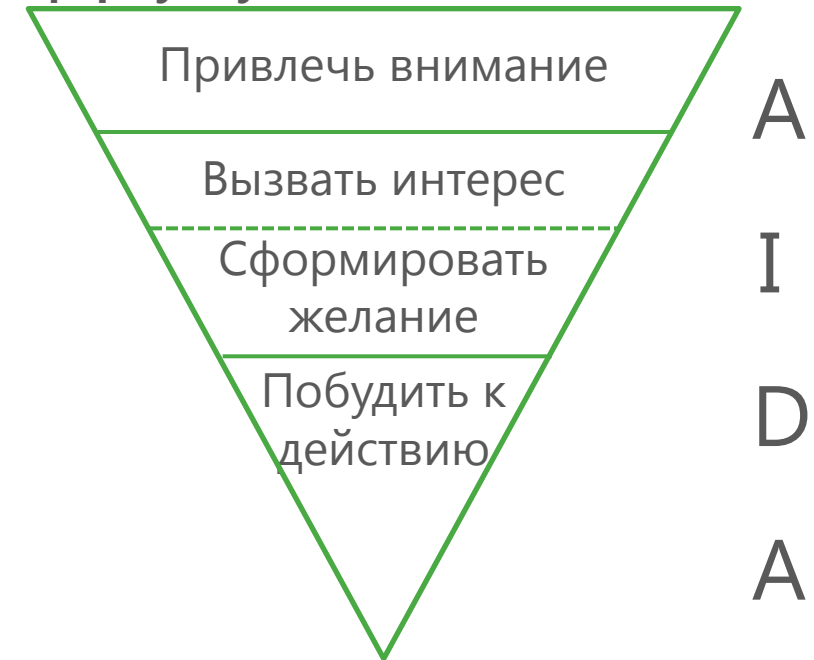 Привлечь внимание
A
Вызвать интерес
I
Сформировать
желание
D
Побудить к
действию
A